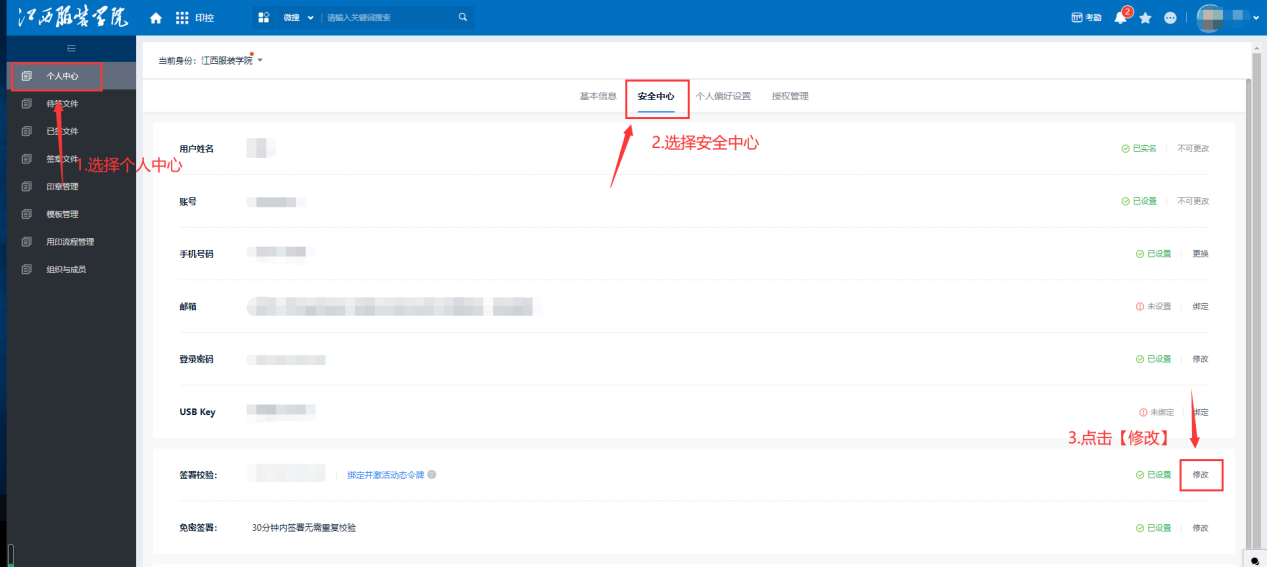 江西服装学院
印控
微搜
请输入关键词搜索
考勤
2
当前身份：江西服装学院
个人中心
待签文件
已签文件
签章文件
印章管理
模板管理
用印流程管理
组织与成员
1.选择个人中心
基本信息
安全中心
个人偏好设置
授权管理
2.选择安全中心
用户姓名
已实名
不可更改
账号
已设置
不可更改
手机号码
已设置
更换
邮箱
未设置
绑定
登录密码
已设置
修改
USB Key
未绑定
绑定
3.点击【修改】
签署校验:
绑定并激活动态令牌
已设置
修改
免密签署:
30分钟内签署无需重复校验
已设置
修改